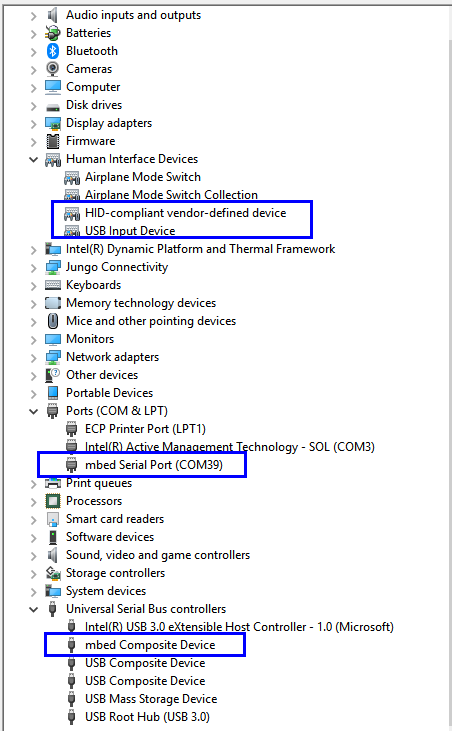 Audio inputs and outputs
Batteries
Bluetooth
Cameras
Computer
Disk drives
Display adapters
Firmware
Human Interface Devices
Airplane Mode Switch
Airplane Mode Switch Collection
HID-compliant vendor-defined device
USB Input Device
Intel(R) Dynamic Platform and Thermal Framework
Jungo Connectivity
Keyboards
Memory technology devices
Mice and other pointing devices
Monitors
Network adapters
Other devices
Portable Devices
Ports (COM & LPT)
ECP Printer Port (LPT1)
Intel(R) Active Management Technology - SOL (COM3)
mbed Serial Port (COM39)
Print queues
Processors
Smart card readers
Software devices
Sound, video and game controllers
Storage controllers
System devices
Universal Serial Bus controllers
Intel(R) USB 3.0 eXtensible Host Controller - 1.0 (Microsoft)
mbed Composite Device
USB Composite Device
USB Composite Device
USB Mass Storage Device
USB Root Hub (USB 3.0)